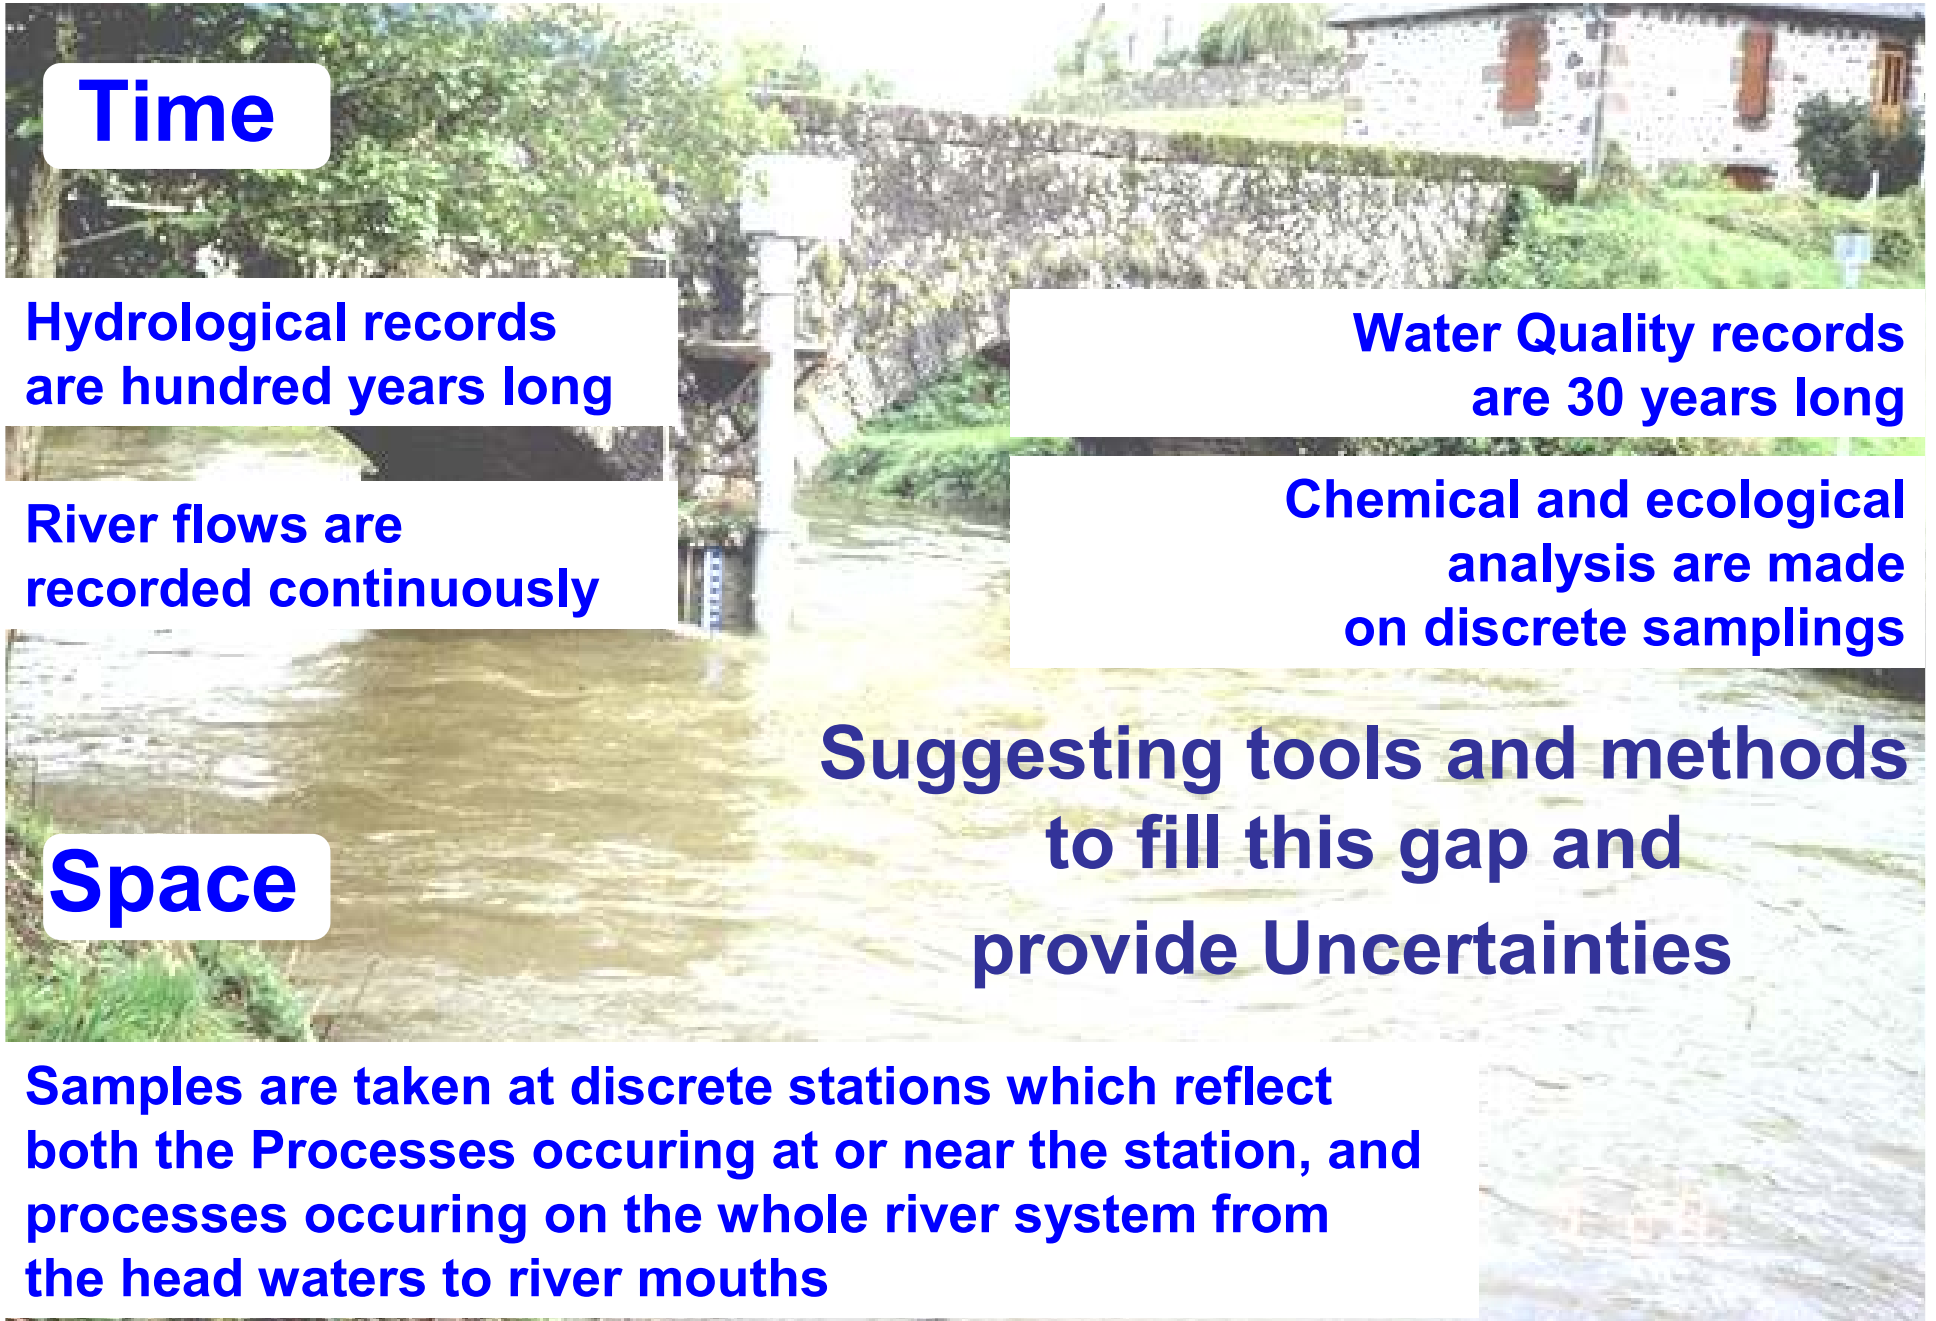 Time
Hydrological records
are hundred years long
Water Quality records
are 30 years long
River flows are
recorded continuously
Chemical and ecological
analysis are made
on discrete samplings
Suggesting tools and methods
to fill this gap and
provide Uncertainties
Space
Samples are taken at discrete stations which reflect
both the Processes occuring at or near the station, and
processes occuring on the whole river system from
the head waters to river mouths